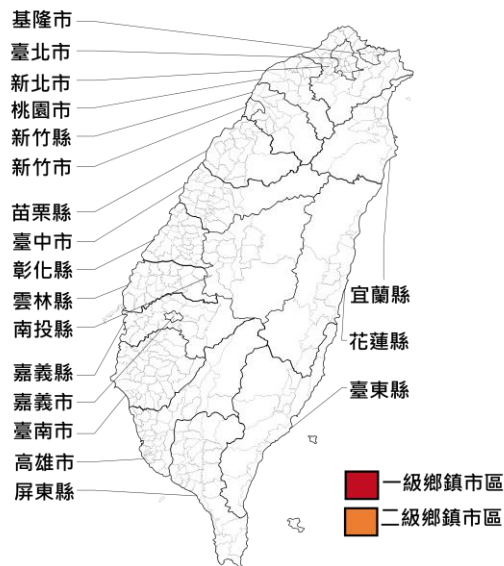 基隆市
臺北市
新北市
桃園市
新竹縣
新竹市
苗栗縣
臺中市
彰化縣
雲林縣
南投縣
嘉義縣
嘉義市
臺南市
高雄市
屏東縣
宜蘭縣
花蓮縣
臺東縣
一級鄉鎮市區
二級鄉鎮市區